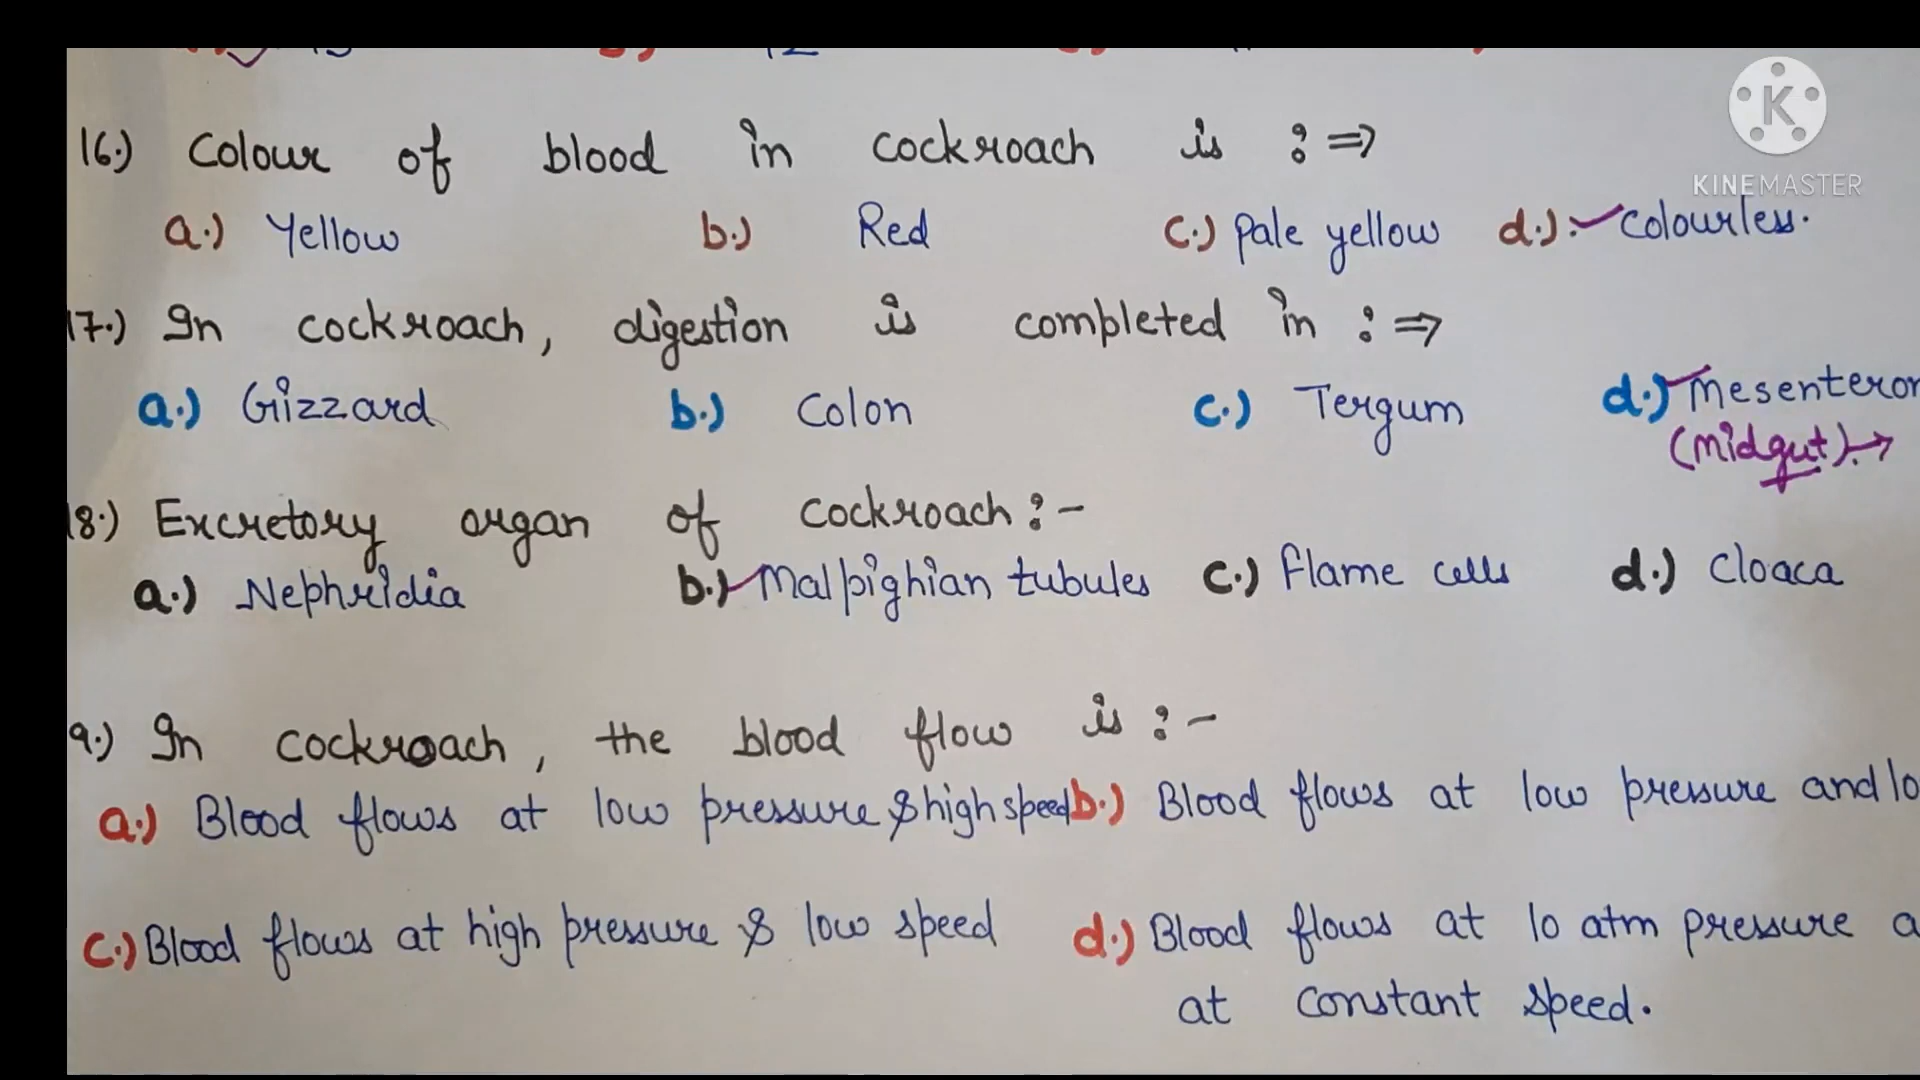 16.) Colour of blood in cockroach is :⇒
a.) Yellow b.) Red c.) Pale yellow d.) ✓colourless.
17.) In cockroach, digestion is completed in :⇒
a.) Gizzard b.) Colon c.) Tergum d.) ✓Mesenteron
(midgut).→
18.) Excretory organ of cockroach :-
a.) Nephridia b.) ✓Malpighian tubules c.) flame cells d.) Cloaca
9.) In cockroach, the blood flow is :-
a.) Blood flows at low pressure & high speed b.) Blood flows at low pressure and lo
c.) Blood flows at high pressure & low speed d.) Blood flows at 10 atm pressure a
at constant speed.
KINEMASTER